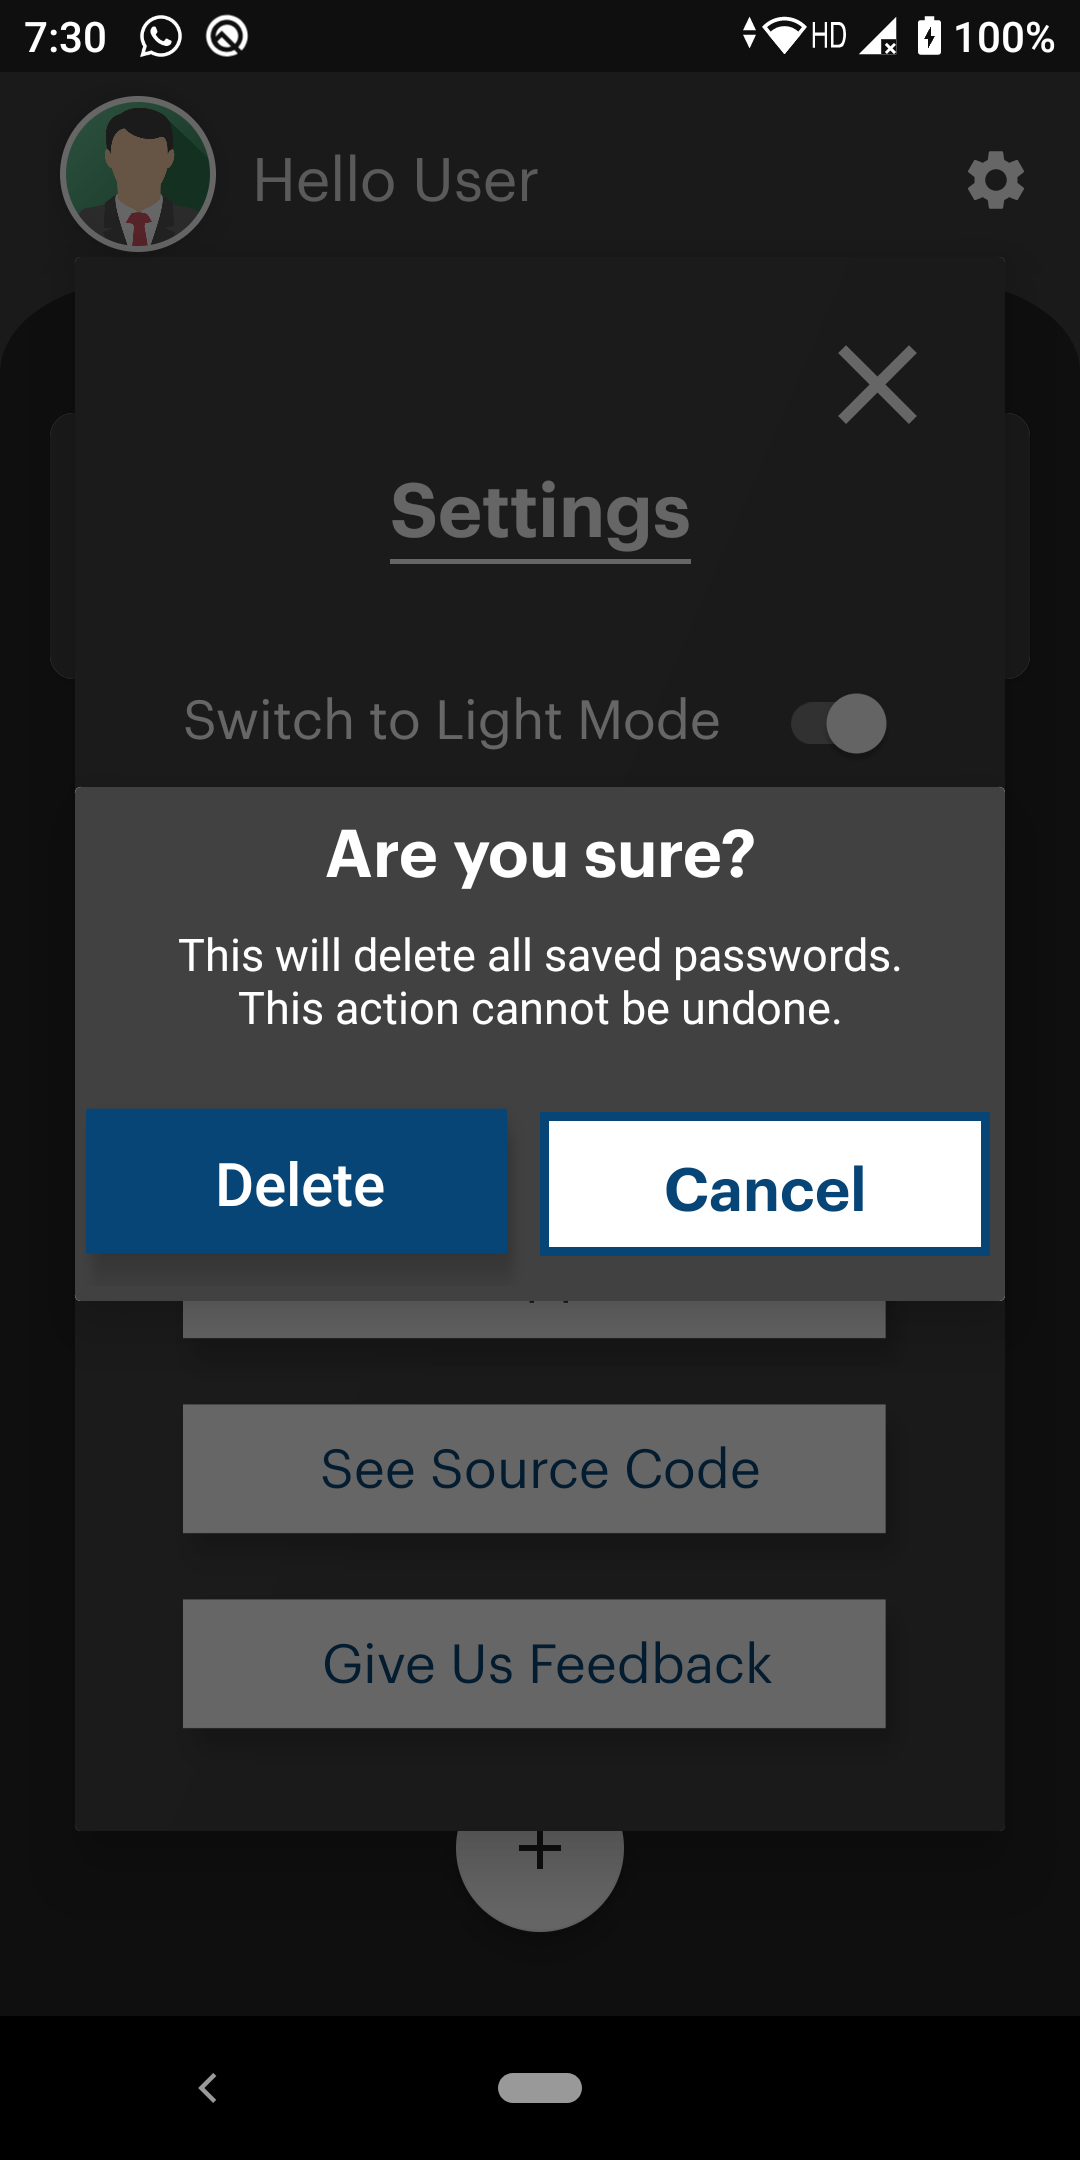 7:30
HD
100%
Hello User
Settings
Switch to Light Mode
Are you sure?
This will delete all saved passwords.
This action cannot be undone.
Delete
Cancel
See Source Code
Give Us Feedback